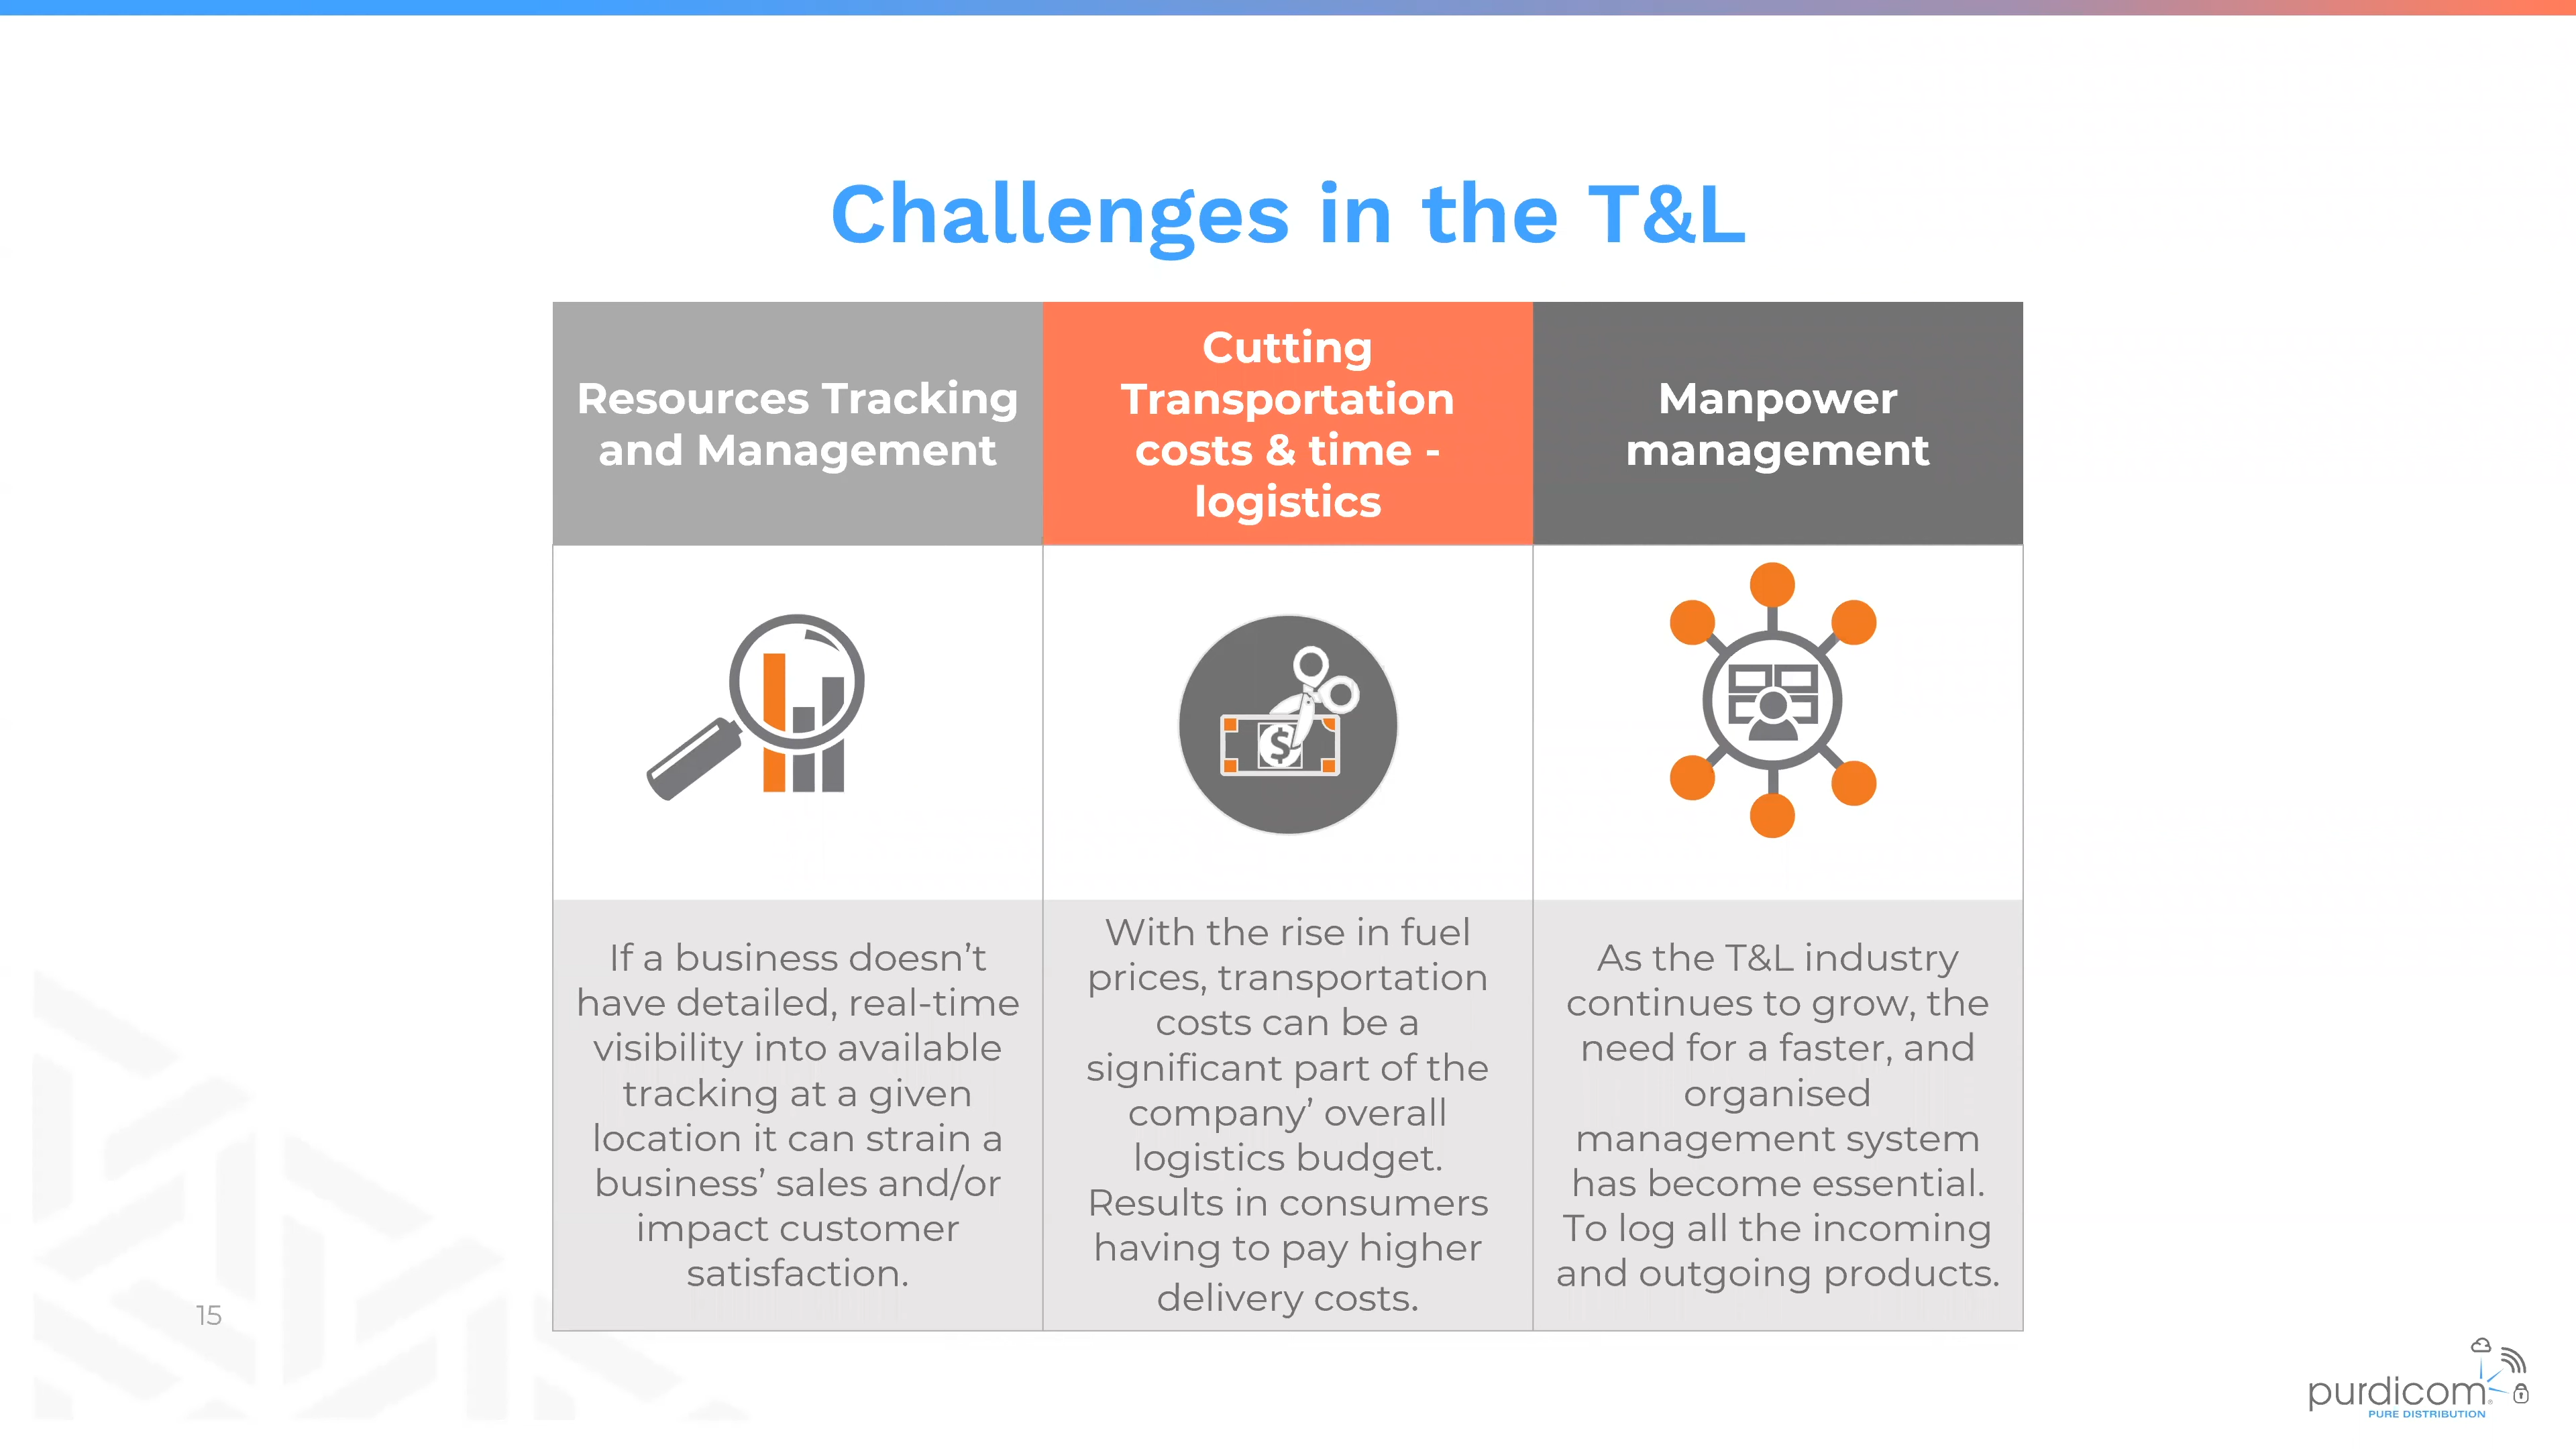 Challenges in the T&L
Resources Tracking
and Management
Cutting
Transportation
costs & time -
logistics
Manpower
management
$
If a business doesn’t
have detailed, real-time
visibility into available
tracking at a given
location it can strain a
business’ sales and/or
impact customer
satisfaction.
With the rise in fuel
prices, transportation
costs can be a
significant part of the
company’ overall
logistics budget.
Results in consumers
having to pay higher
delivery costs.
As the T&L industry
continues to grow, the
need for a faster, and
organised
management system
has become essential.
To log all the incoming
and outgoing products.
15
purdicom®
PURE DISTRIBUTION